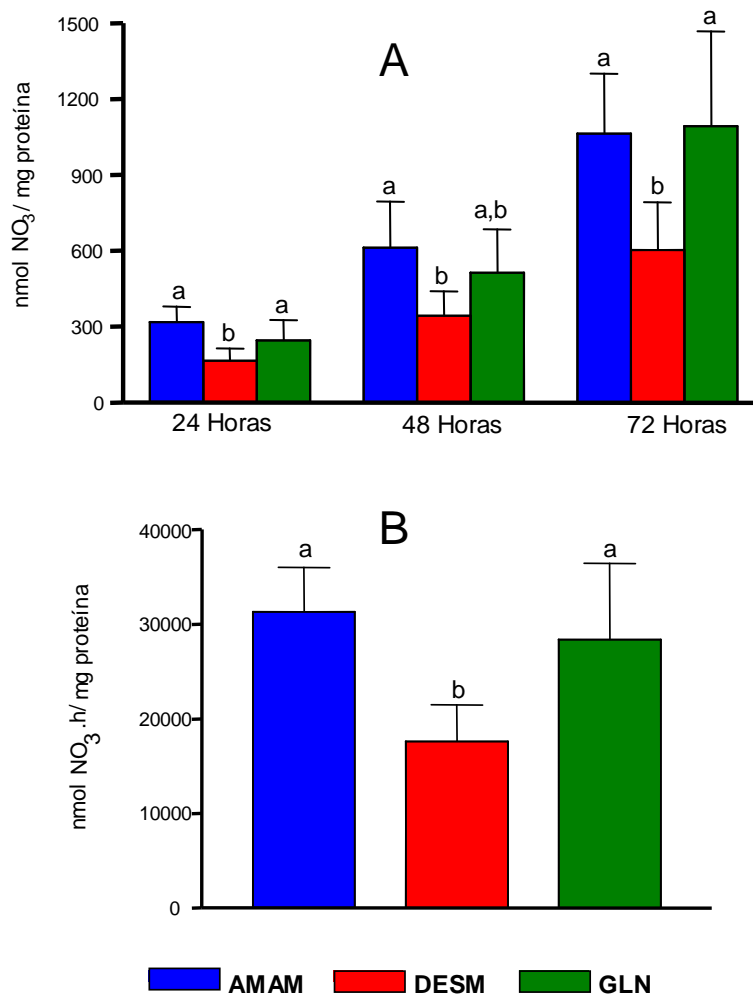 A
nmol NO3/ mg proteína
1500
1200
900
600
300
0
a
b
a
a
b
a,b
a
b
a
24 Horas
48 Horas
72 Horas
B
nmol NO3.h/ mg proteína
40000
30000
20000
10000
0
a
b
a
AMAM
DESM
GLN